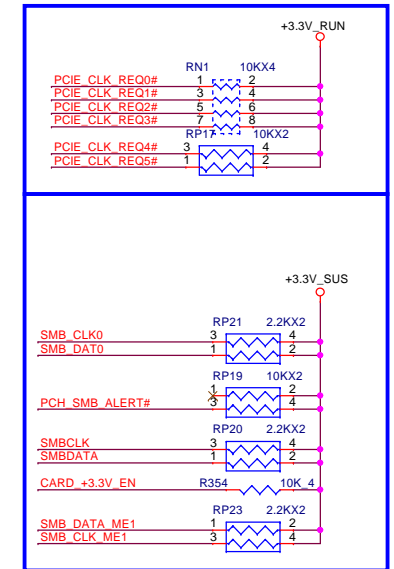 +3.3V_RUN
RN1 10KX4
PCIE_CLK_REQ0# 1 2
PCIE_CLK_REQ1# 3 4
PCIE_CLK_REQ2# 5 6
PCIE_CLK_REQ3# 7 8
RP17 10KX2
PCIE_CLK_REQ4# 3 4
PCIE_CLK_REQ5# 1 2
+3.3V_SUS
RP21 2.2KX2
SMB_CLK0 3 4
SMB_DAT0 1 2
RP19 10KX2
1 2
PCH_SMB_ALERT# 3 4
RP20 2.2KX2
SMBCLK 3 4
SMBDATA 1 2
CARD_+3.3V_EN R354 10K_4
RP23 2.2KX2
SMB_DATA_ME1 1 2
SMB_CLK_ME1 3 4